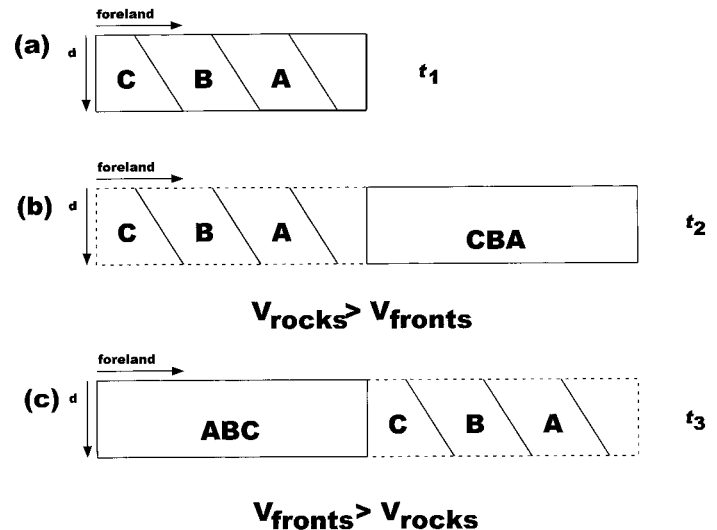 foreland
(a) d C B A t1
foreland
(b) d C B A CBA t2
Vrocks> Vfronts
foreland
(c) d ABC C B A t3
Vfronts> Vrocks